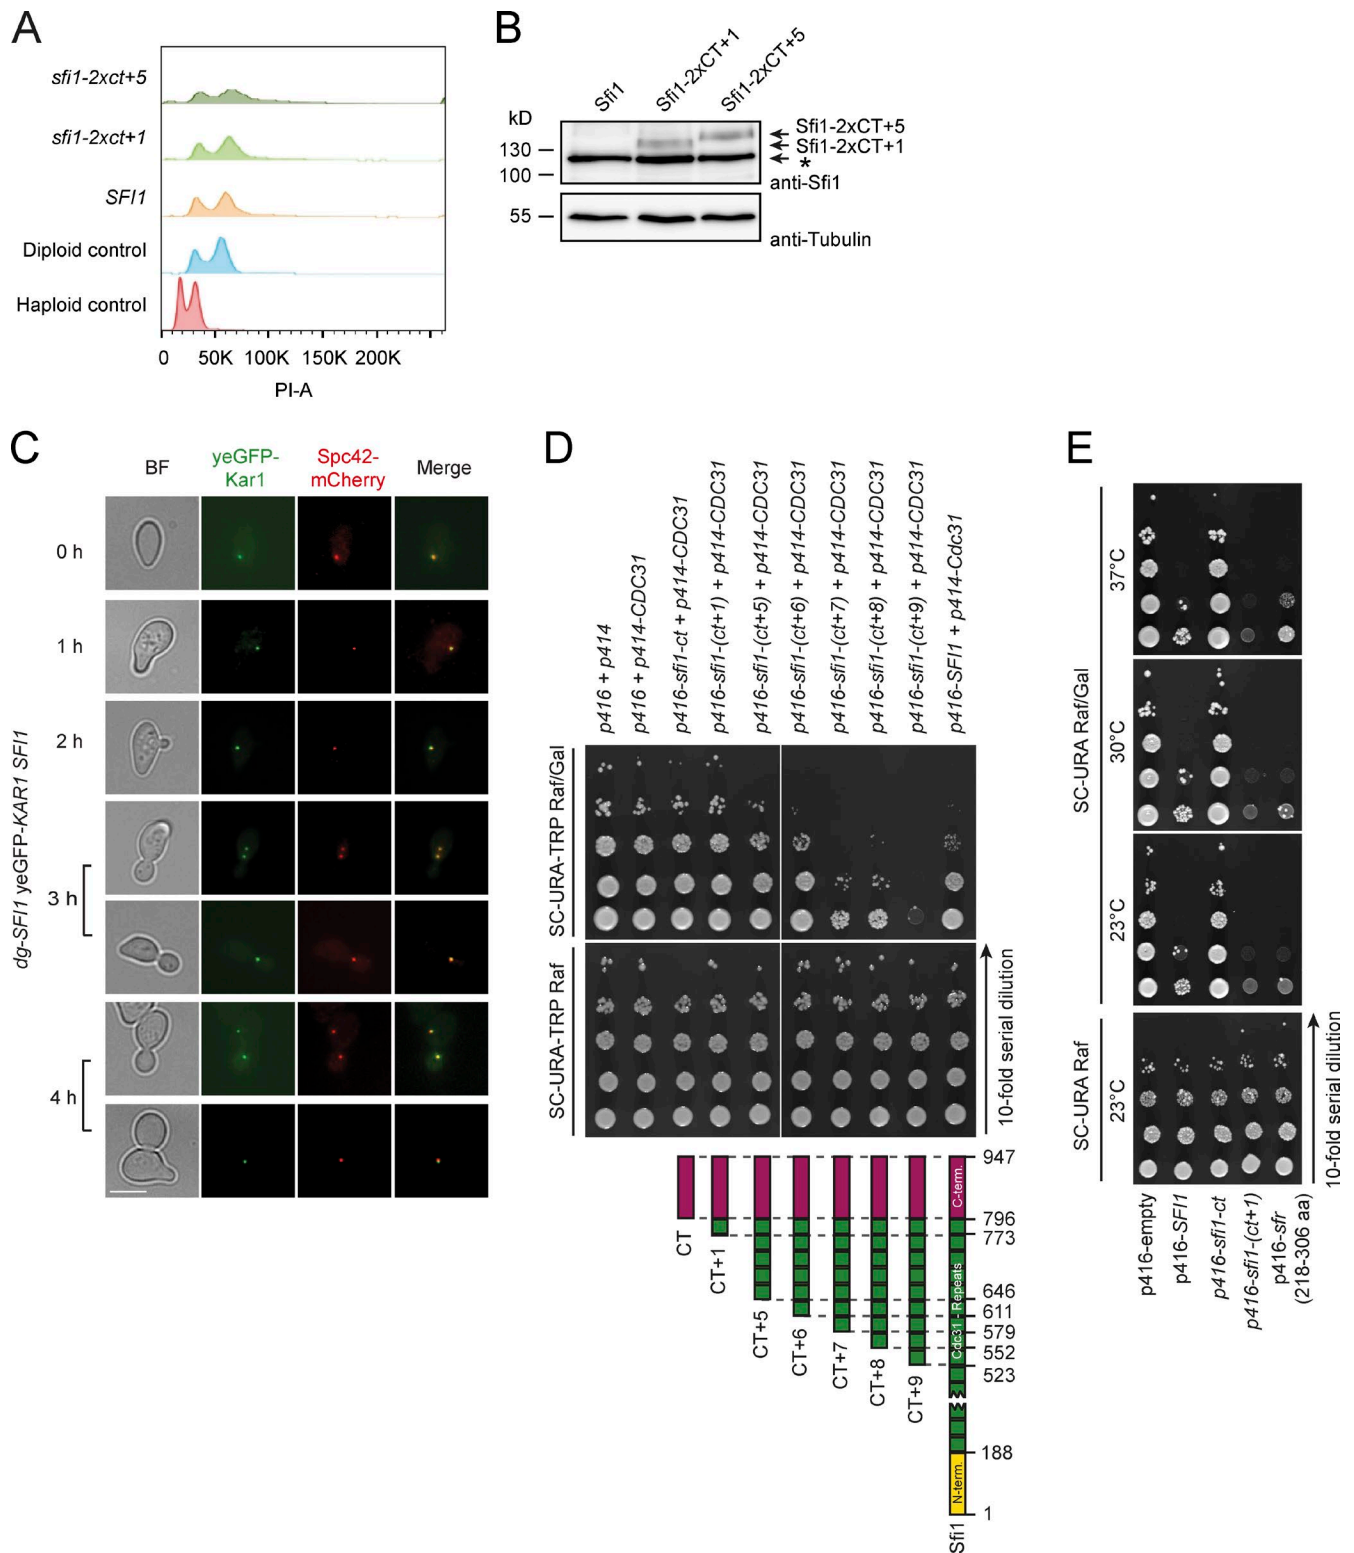 A
sfi1-2xct+5
sfi1-2xct+1
SFI1
Diploid control
Haploid control
0 50K 100K 150K 200K
PI-A
B
Sfi1
Sfi1-2xCT+1
Sfi1-2xCT+5
kD
130
100
55
Sfi1-2xCT+5
Sfi1-2xCT+1
*
anti-Sfi1
anti-Tubulin
C
BF
yeGFP-
Kar1
Spc42-
mCherry
Merge
0 h
1 h
2 h
3 h
4 h
dg-SFI1 yeGFP-KAR1 SFI1
D
p416 + p414
p416 + p414-CDC31
p416-sfi1-ct + p414-CDC31
p416-sfi1-(ct+1) + p414-CDC31
p416-sfi1-(ct+5) + p414-CDC31
p416-sfi1-(ct+6) + p414-CDC31
p416-sfi1-(ct+7) + p414-CDC31
p416-sfi1-(ct+8) + p414-CDC31
p416-sfi1-(ct+9) + p414-CDC31
p416-SFI1 + p414-Cdc31
SC-URA-TRP Raf/Gal
SC-URA-TRP Raf
10-fold serial dilution
CT
CT+1
CT+5
CT+6
CT+7
CT+8
CT+9
Sfi1
C-term.
Cdc31 - Repeats
N-term.
947
796
773
646
611
579
552
523
188
1
E
37°C
30°C
23°C
SC-URA Raf/Gal
23°C
SC-URA Raf
10-fold serial dilution
p416-empty
p416-SFI1
p416-sfi1-ct
p416-sfi1-(ct+1)
p416-sfr
(218-306 aa)